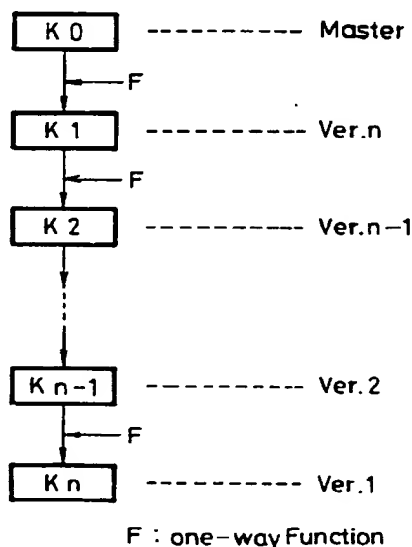 K 0 Master
F
K 1 Ver.n
F
K 2 Ver.n-1
K n-1 Ver.2
F
K n Ver.1
F : one-way Function